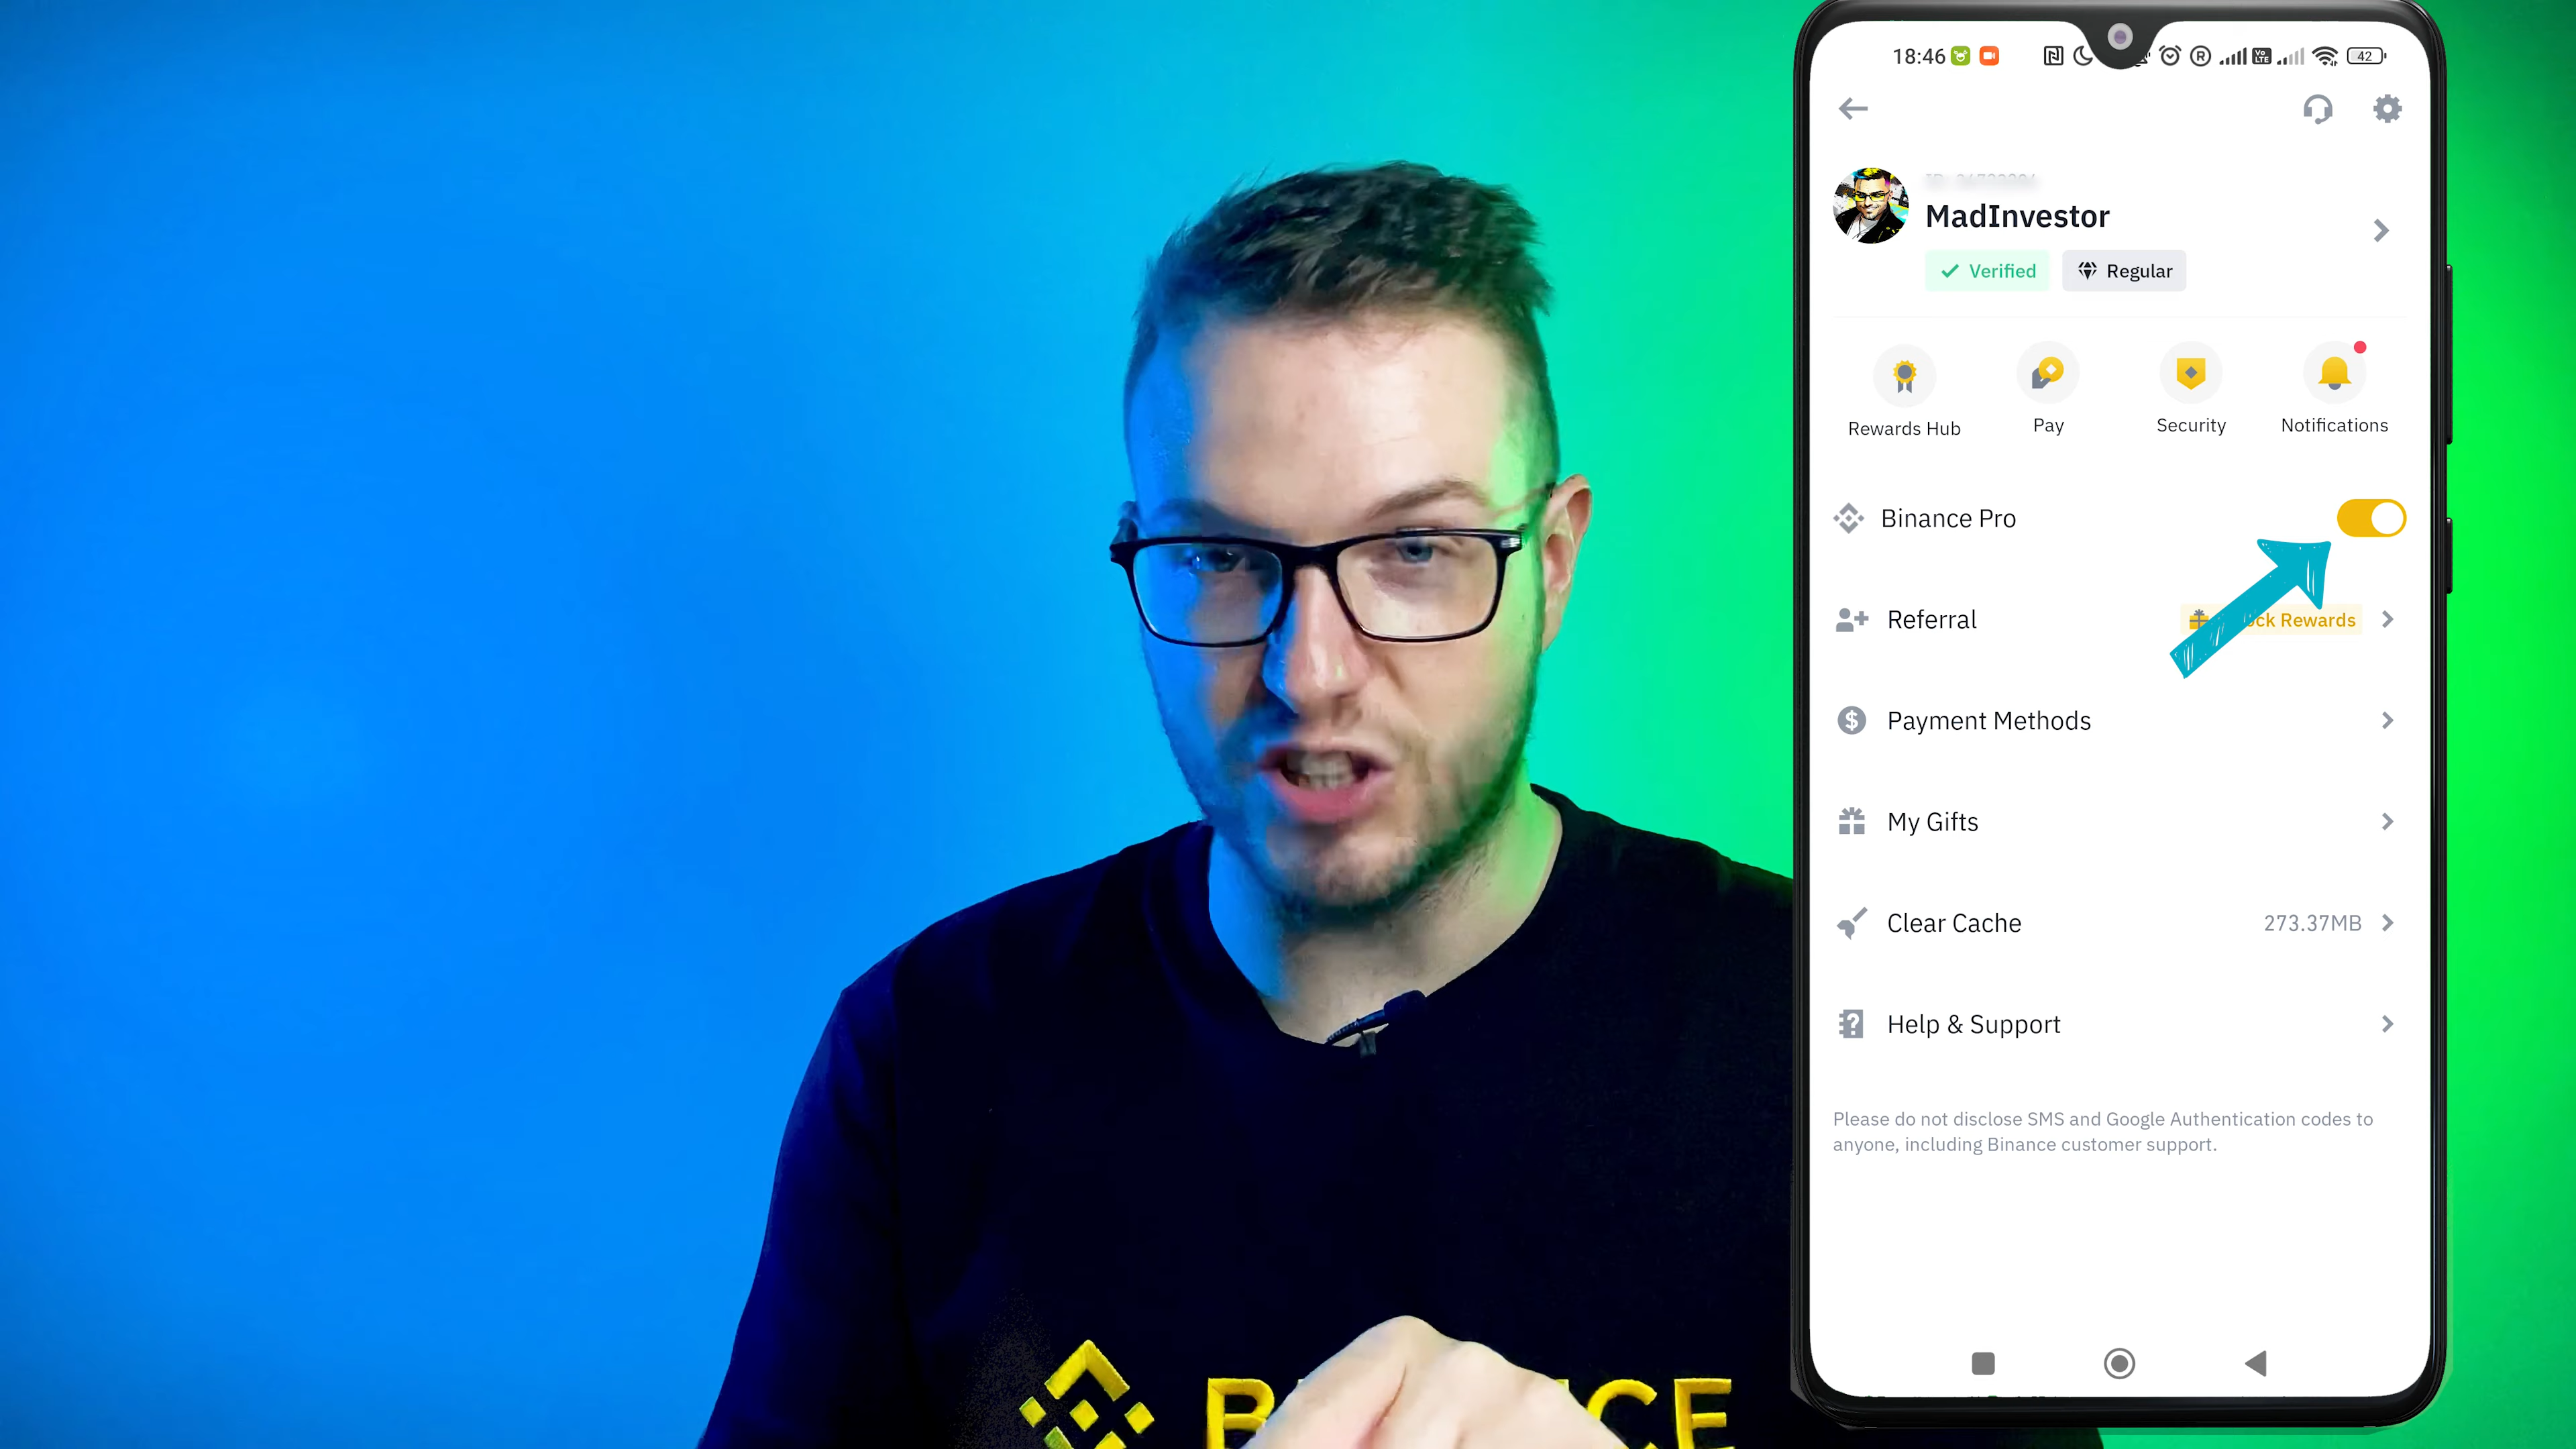 18:46
42
MadInvestor
Verified
Regular
Rewards Hub
Pay
Security
Notifications
Binance Pro
Referral
Rewards
Payment Methods
My Gifts
Clear Cache
273.37MB
Help & Support
Please do not disclose SMS and Google Authentication codes to
anyone, including Binance customer support.